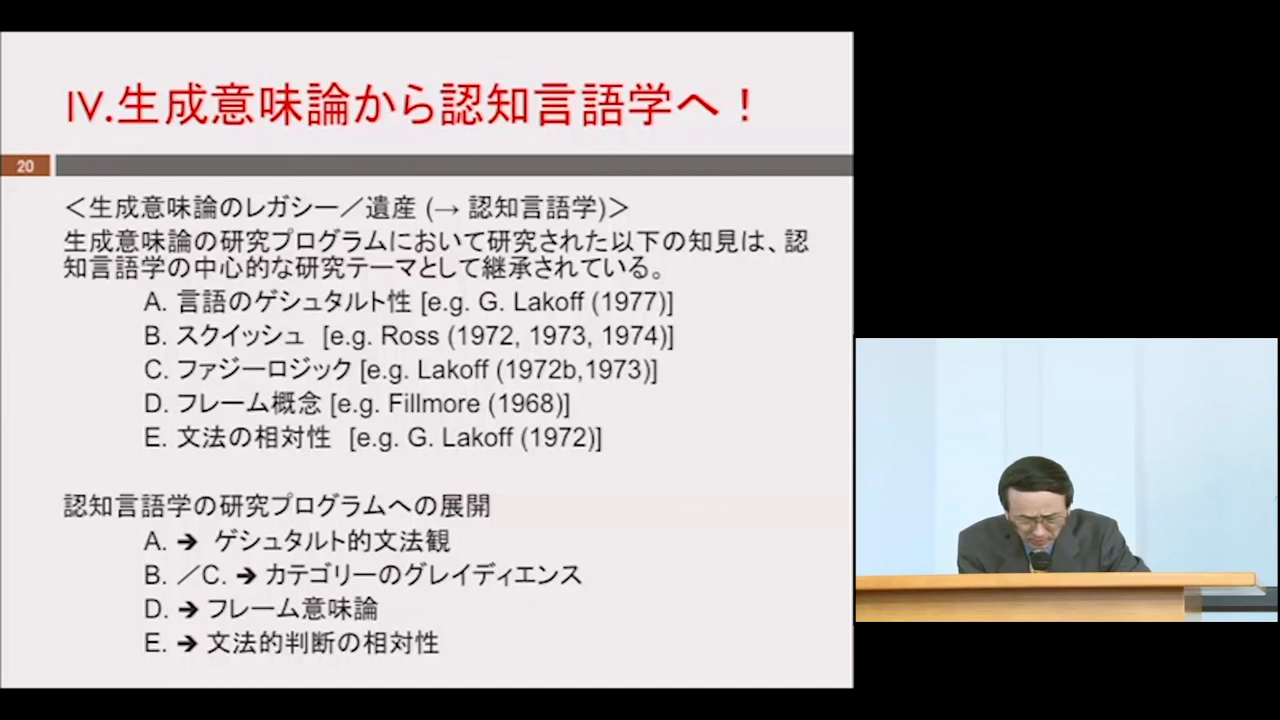 IV.生成意味論から認知言語学へ！
20
＜生成意味論のレガシー／遺産 (→ 認知言語学)＞
生成意味論の研究プログラムにおいて研究された以下の知見は、認
知言語学の中心的な研究テーマとして継承されている。
A. 言語のゲシュタルト性 [e.g. G. Lakoff (1977)]
B. スクイッシュ [e.g. Ross (1972, 1973, 1974)]
C. ファジーロジック [e.g. Lakoff (1972b,1973)]
D. フレーム概念 [e.g. Fillmore (1968)]
E. 文法の相対性 [e.g. G. Lakoff (1972)]
認知言語学の研究プログラムへの展開
A. ➔ ゲシュタルト的文法観
B. ／C. ➔ カテゴリーのグレイディエンス
D. ➔ フレーム意味論
E. ➔ 文法的判断の相対性